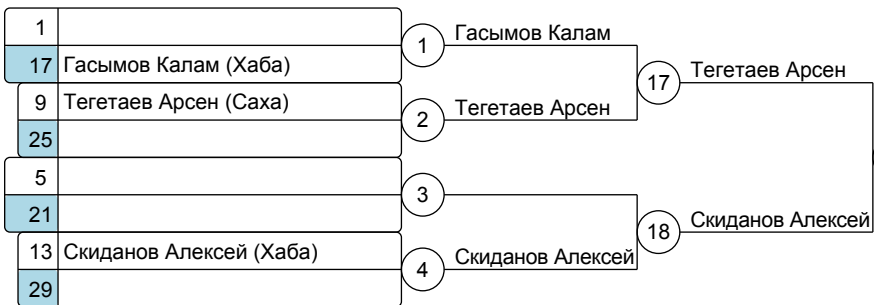 1
17 Гасымов Калам (Хаба)
9 Тегетаев Арсен (Саха)
25
5
21
13 Скиданов Алексей (Хаба)
29
1 Гасымов Калам
2 Тегетаев Арсен
3
4 Скиданов Алексей
17 Тегетаев Арсен
18 Скиданов Алексей